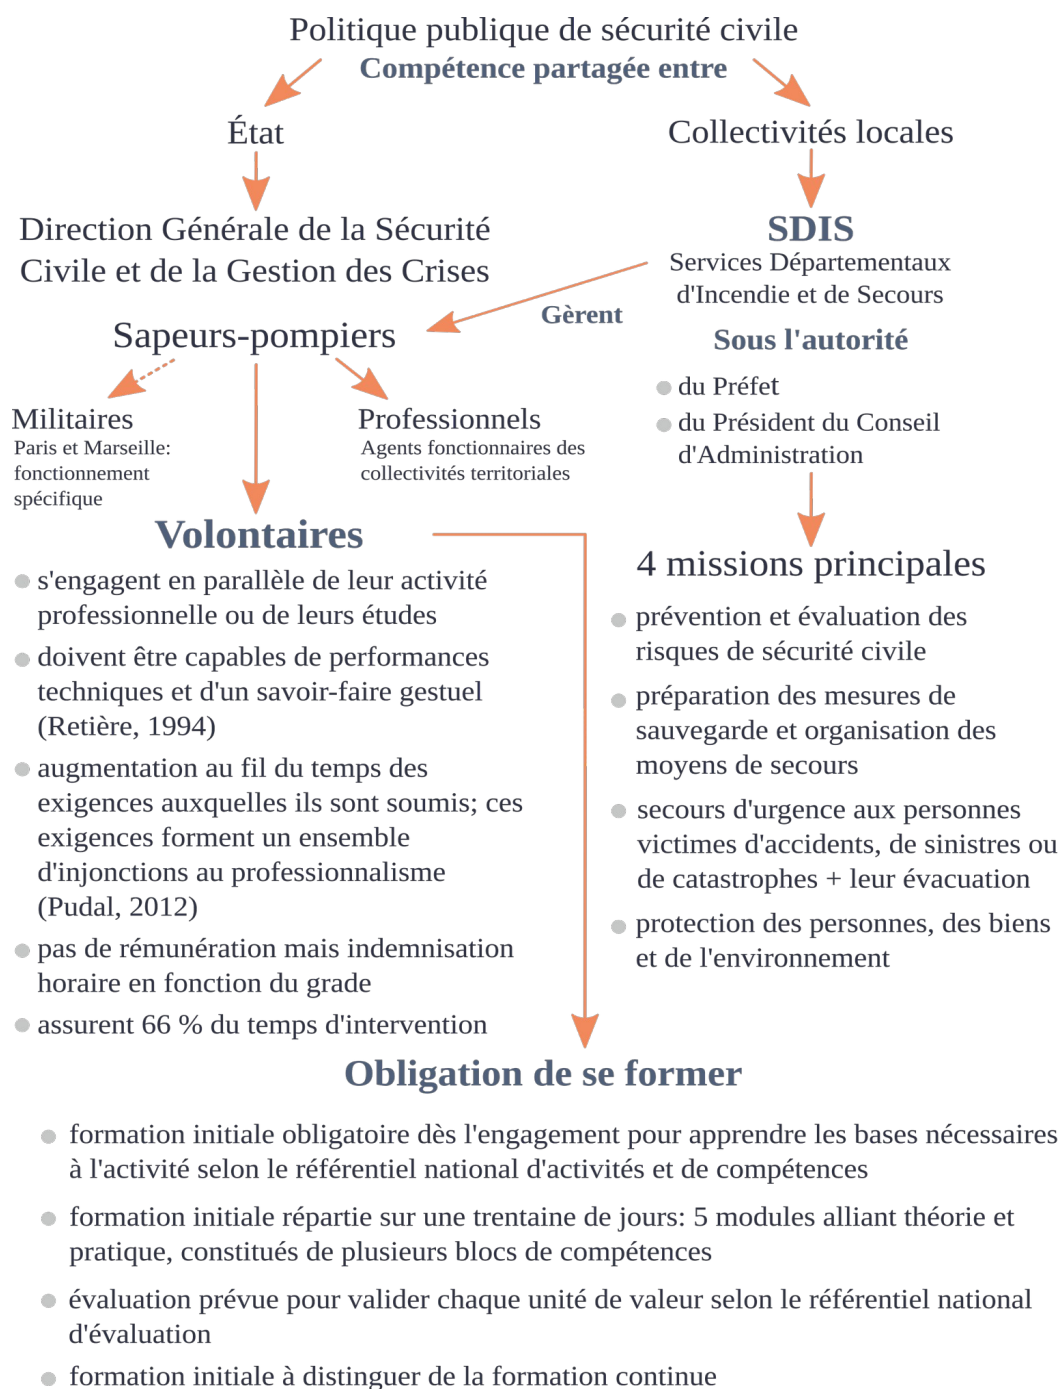 Politique publique de sécurité civile
Compétence partagée entre
État
Collectivités locales
Direction Générale de la Sécurité
Civile et de la Gestion des Crises
SDIS
Services Départementaux
d'Incendie et de Secours
Gèrent
Sous l'autorité
du Préfet
du Président du Conseil
d'Administration
Sapeurs-pompiers
Militaires
Paris et Marseille:
fonctionnement
spécifique
Professionnels
Agents fonctionnaires des
collectivités territoriales
Volontaires
s'engagent en parallèle de leur activité
professionnelle ou de leurs études
doivent être capables de performances
techniques et d'un savoir-faire gestuel
(Retière, 1994)
augmentation au fil du temps des
exigences auxquelles ils sont soumis; ces
exigences forment un ensemble
d'injonctions au professionnalisme
(Pudal, 2012)
pas de rémunération mais indemnisation
horaire en fonction du grade
assurent 66 % du temps d'intervention
4 missions principales
prévention et évaluation des
risques de sécurité civile
préparation des mesures de
sauvegarde et organisation des
moyens de secours
secours d'urgence aux personnes
victimes d'accidents, de sinistres ou
de catastrophes + leur évacuation
protection des personnes, des biens
et de l'environnement
Obligation de se former
formation initiale obligatoire dès l'engagement pour apprendre les bases nécessaires
à l'activité selon le référentiel national d'activités et de compétences
formation initiale répartie sur une trentaine de jours: 5 modules alliant théorie et
pratique, constitués de plusieurs blocs de compétences
évaluation prévue pour valider chaque unité de valeur selon le référentiel national
d'évaluation
formation initiale à distinguer de la formation continue